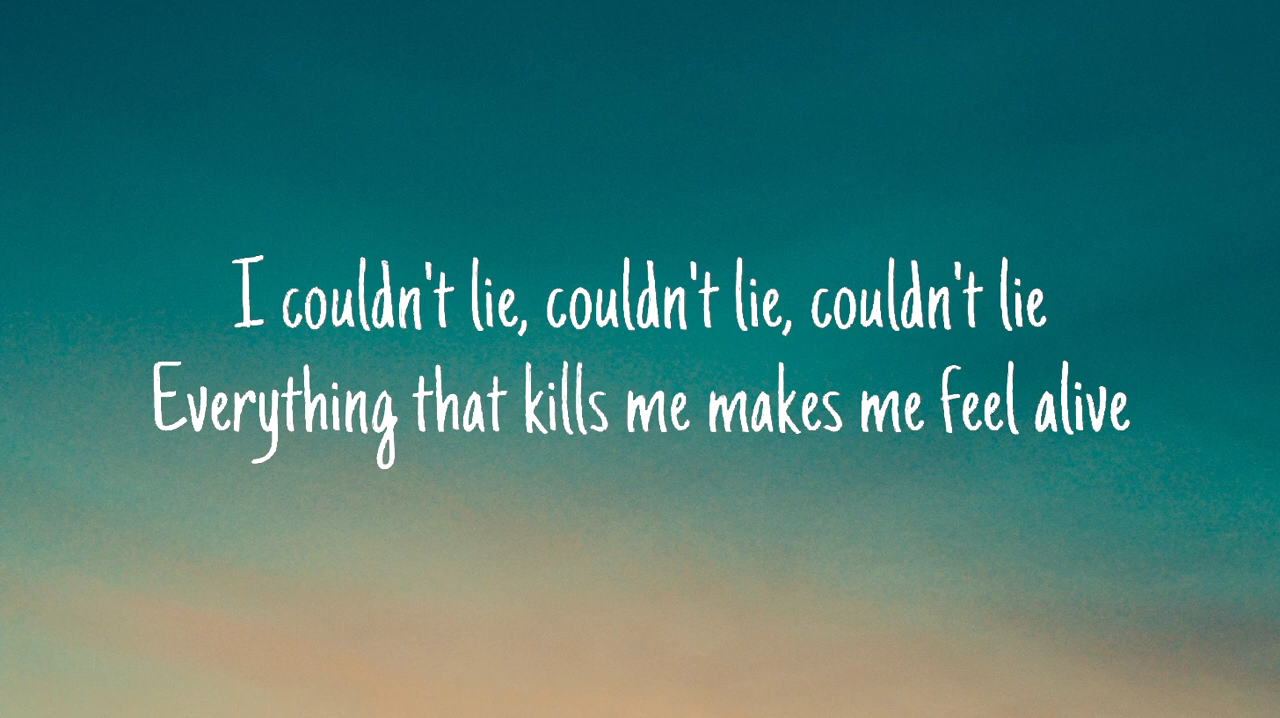 I couldn't lie, couldn't lie, couldn't lie
Everything that kills me makes me feel alive